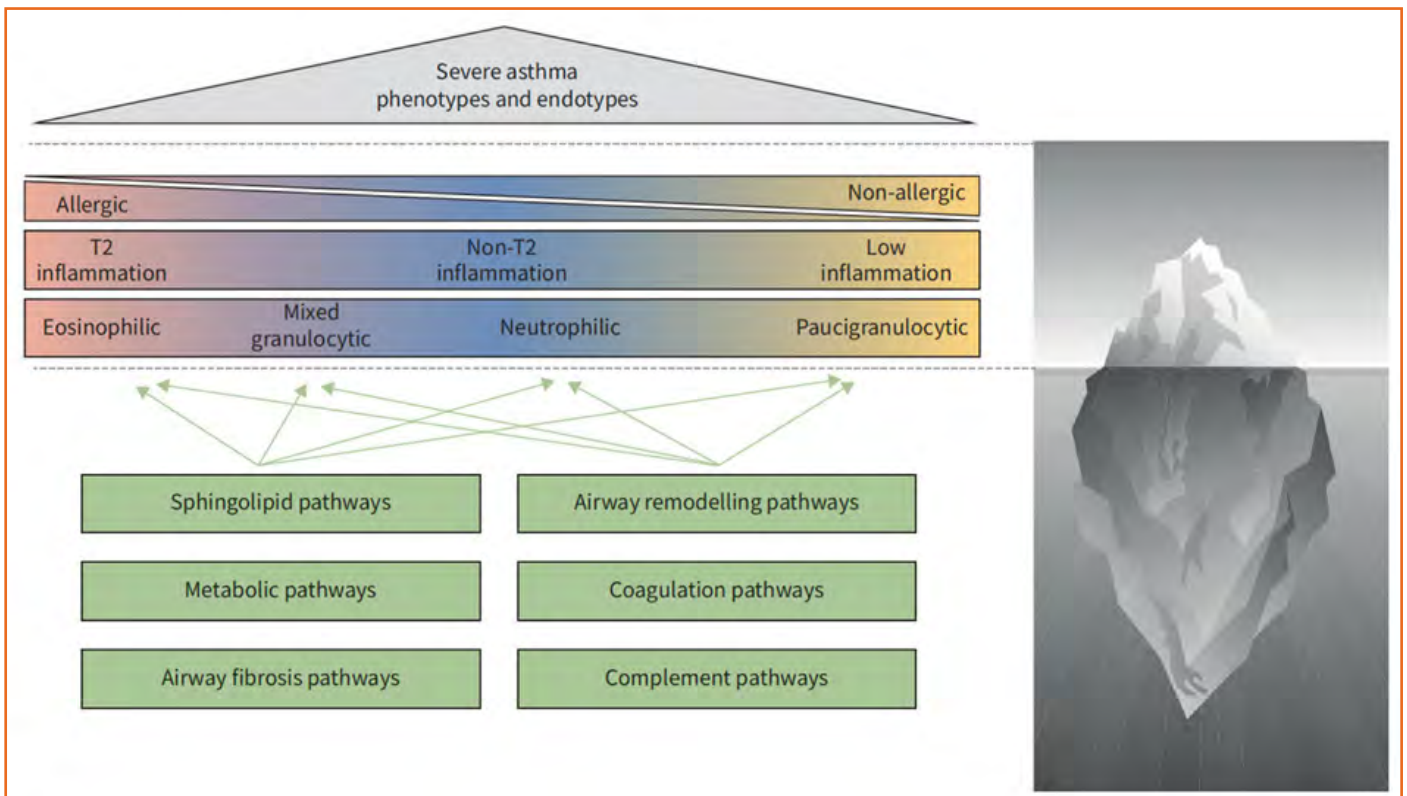 Severe asthma
phenotypes and endotypes
Allergic
Non-allergic
T2
inflammation
Non-T2
inflammation
Low
inflammation
Eosinophilic
Mixed
granulocytic
Neutrophilic
Paucigranulocytic
Sphingolipid pathways
Airway remodelling pathways
Metabolic pathways
Coagulation pathways
Airway fibrosis pathways
Complement pathways